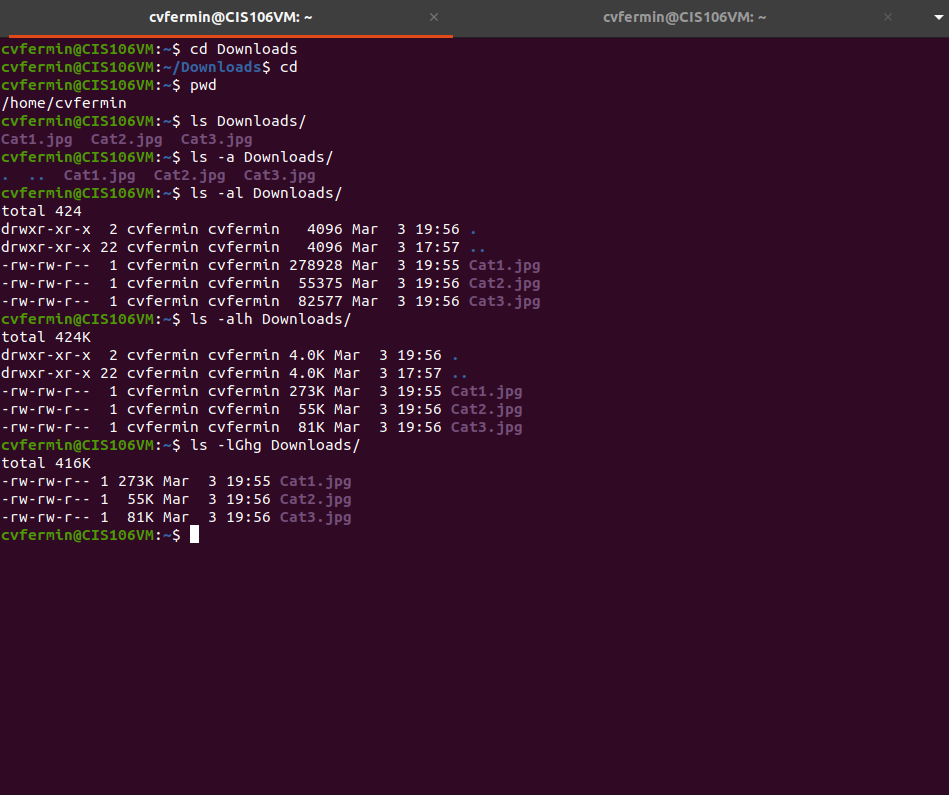 cvfermin@CIS106VM: ~ × cvfermin@CIS106VM: ~ ×
cvfermin@CIS106VM:~$ cd Downloads
cvfermin@CIS106VM:~/Downloads$ cd
cvfermin@CIS106VM:~$ pwd
/home/cvfermin
cvfermin@CIS106VM:~$ ls Downloads/
Cat1.jpg  Cat2.jpg  Cat3.jpg
cvfermin@CIS106VM:~$ ls -a Downloads/
.  ..  Cat1.jpg  Cat2.jpg  Cat3.jpg
cvfermin@CIS106VM:~$ ls -al Downloads/
total 424
drwxr-xr-x  2 cvfermin cvfermin   4096 Mar  3 19:56 .
drwxr-xr-x 22 cvfermin cvfermin   4096 Mar  3 17:57 ..
-rw-rw-r--  1 cvfermin cvfermin 278928 Mar  3 19:55 Cat1.jpg
-rw-rw-r--  1 cvfermin cvfermin  55375 Mar  3 19:56 Cat2.jpg
-rw-rw-r--  1 cvfermin cvfermin  82577 Mar  3 19:56 Cat3.jpg
cvfermin@CIS106VM:~$ ls -alh Downloads/
total 424K
drwxr-xr-x  2 cvfermin cvfermin 4.0K Mar  3 19:56 .
drwxr-xr-x 22 cvfermin cvfermin 4.0K Mar  3 17:57 ..
-rw-rw-r--  1 cvfermin cvfermin 273K Mar  3 19:55 Cat1.jpg
-rw-rw-r--  1 cvfermin cvfermin  55K Mar  3 19:56 Cat2.jpg
-rw-rw-r--  1 cvfermin cvfermin  81K Mar  3 19:56 Cat3.jpg
cvfermin@CIS106VM:~$ ls -lGhg Downloads/
total 416K
-rw-rw-r-- 1 273K Mar  3 19:55 Cat1.jpg
-rw-rw-r-- 1  55K Mar  3 19:56 Cat2.jpg
-rw-rw-r-- 1  81K Mar  3 19:56 Cat3.jpg
cvfermin@CIS106VM:~$